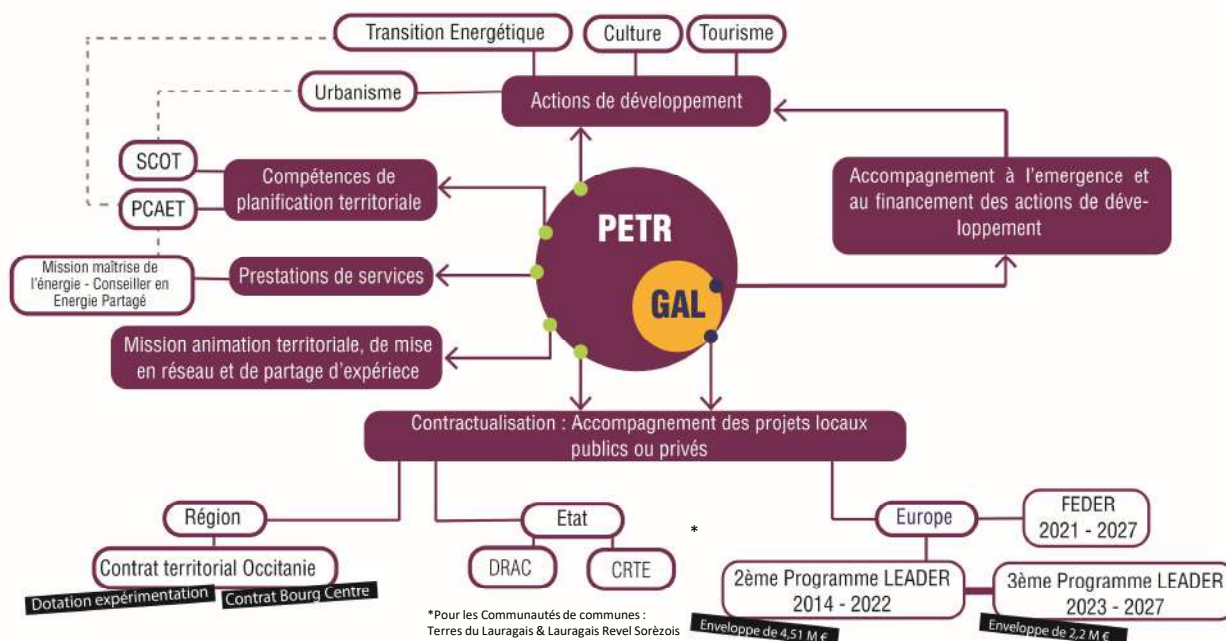 Transition Energétique
Culture
Tourisme
Urbanisme
Actions de développement
SCOT
PCAET
Compétences de
planification territoriale
Accompagnement à l'emergence et
au financement des actions de déve-
loppement
PETR
GAL
Mission maîtrise de
l'énergie - Conseiller en
Energie Partagé
Prestations de services
Mission animation territoriale, de mise
en réseau et de partage d'expériece
Contractualisation : Accompagnement des projets locaux
publics ou privés
Région
Contrat territorial Occitanie
Dotation expérimentation
Contrat Bourg Centre
Etat
DRAC
CRTE
*
Europe
FEDER
2021 - 2027
2ème Programme LEADER
2014 - 2022
Enveloppe de 4,51 M €
3ème Programme LEADER
2023 - 2027
Enveloppe de 2,2 M €
*Pour les Communautés de communes :
Terres du Lauragais & Lauragais Revel Sorèzois